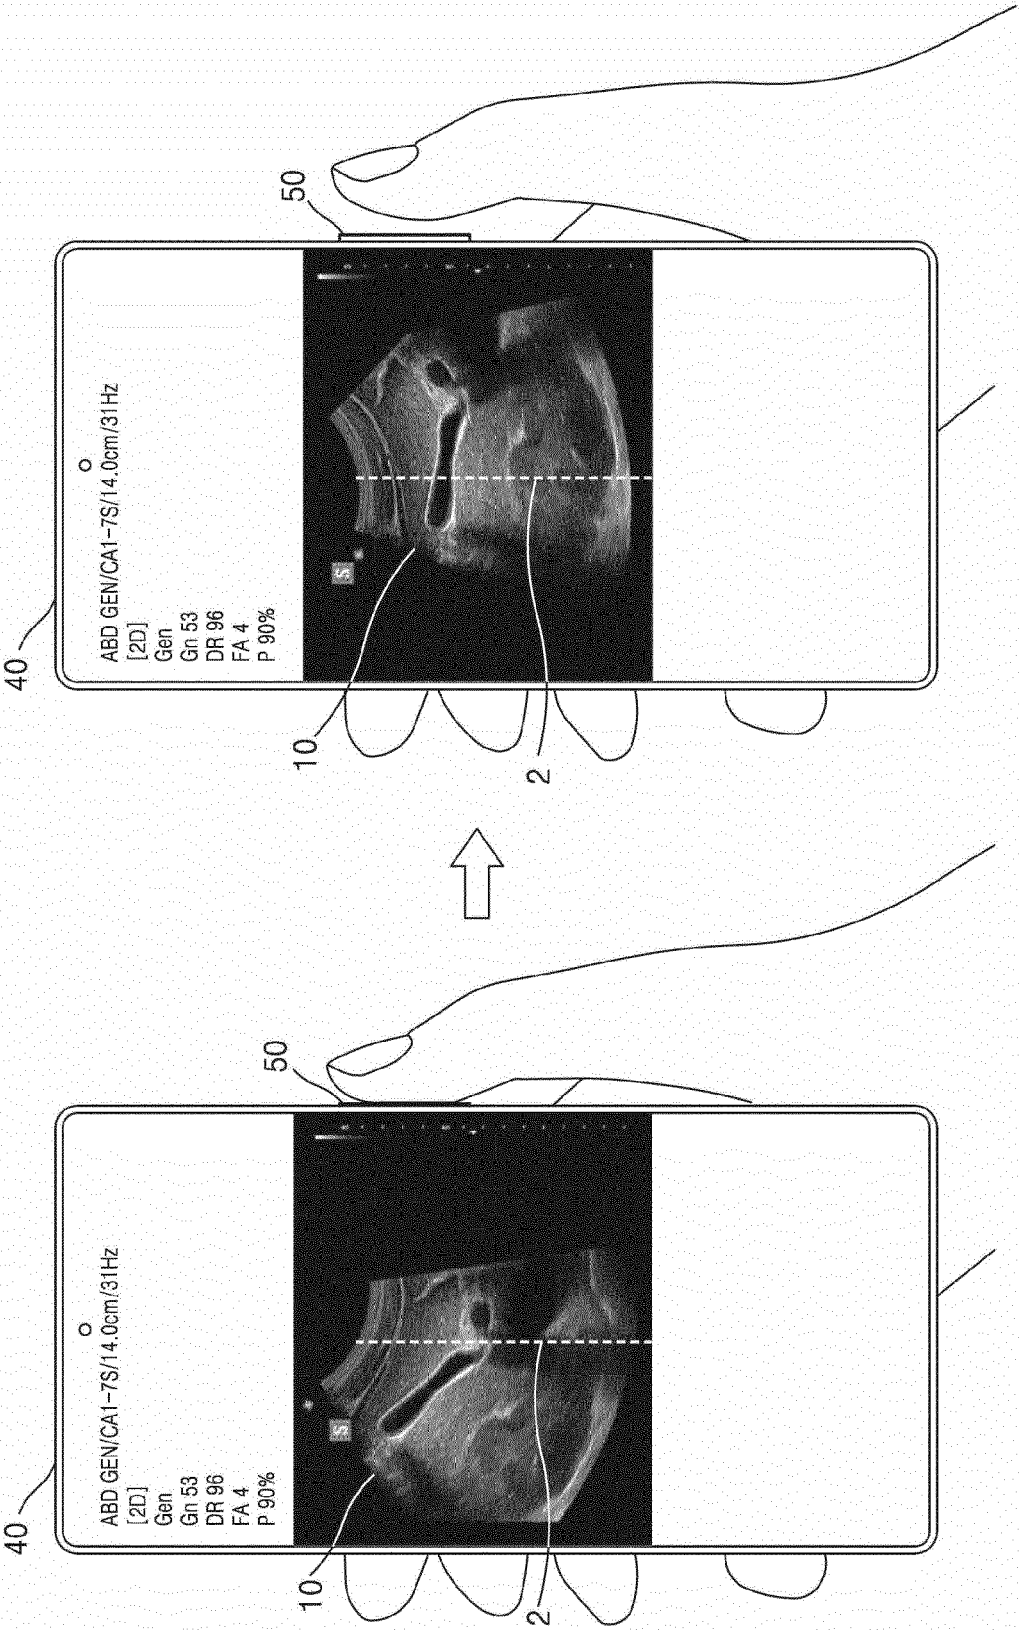 40
ABD GEN/CA1-7S/14.0cm/31Hz
[2D]
Gen
Gn 53
DR 96
FA 4
P 90%
S
10
2
50
40
ABD GEN/CA1-7S/14.0cm/31Hz
[2D]
Gen
Gn 53
DR 96
FA 4
P 90%
S
10
2
50